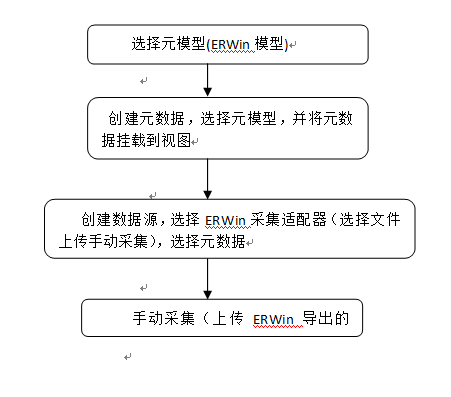 选择元模型(ERWin 模型)
创建元数据，选择元模型，并将元数
据挂载到视图
创建数据源，选择 ERWin 采集适配器（选择文件
上传手动采集），选择元数据
手动采集（上传 ERWin 导出的